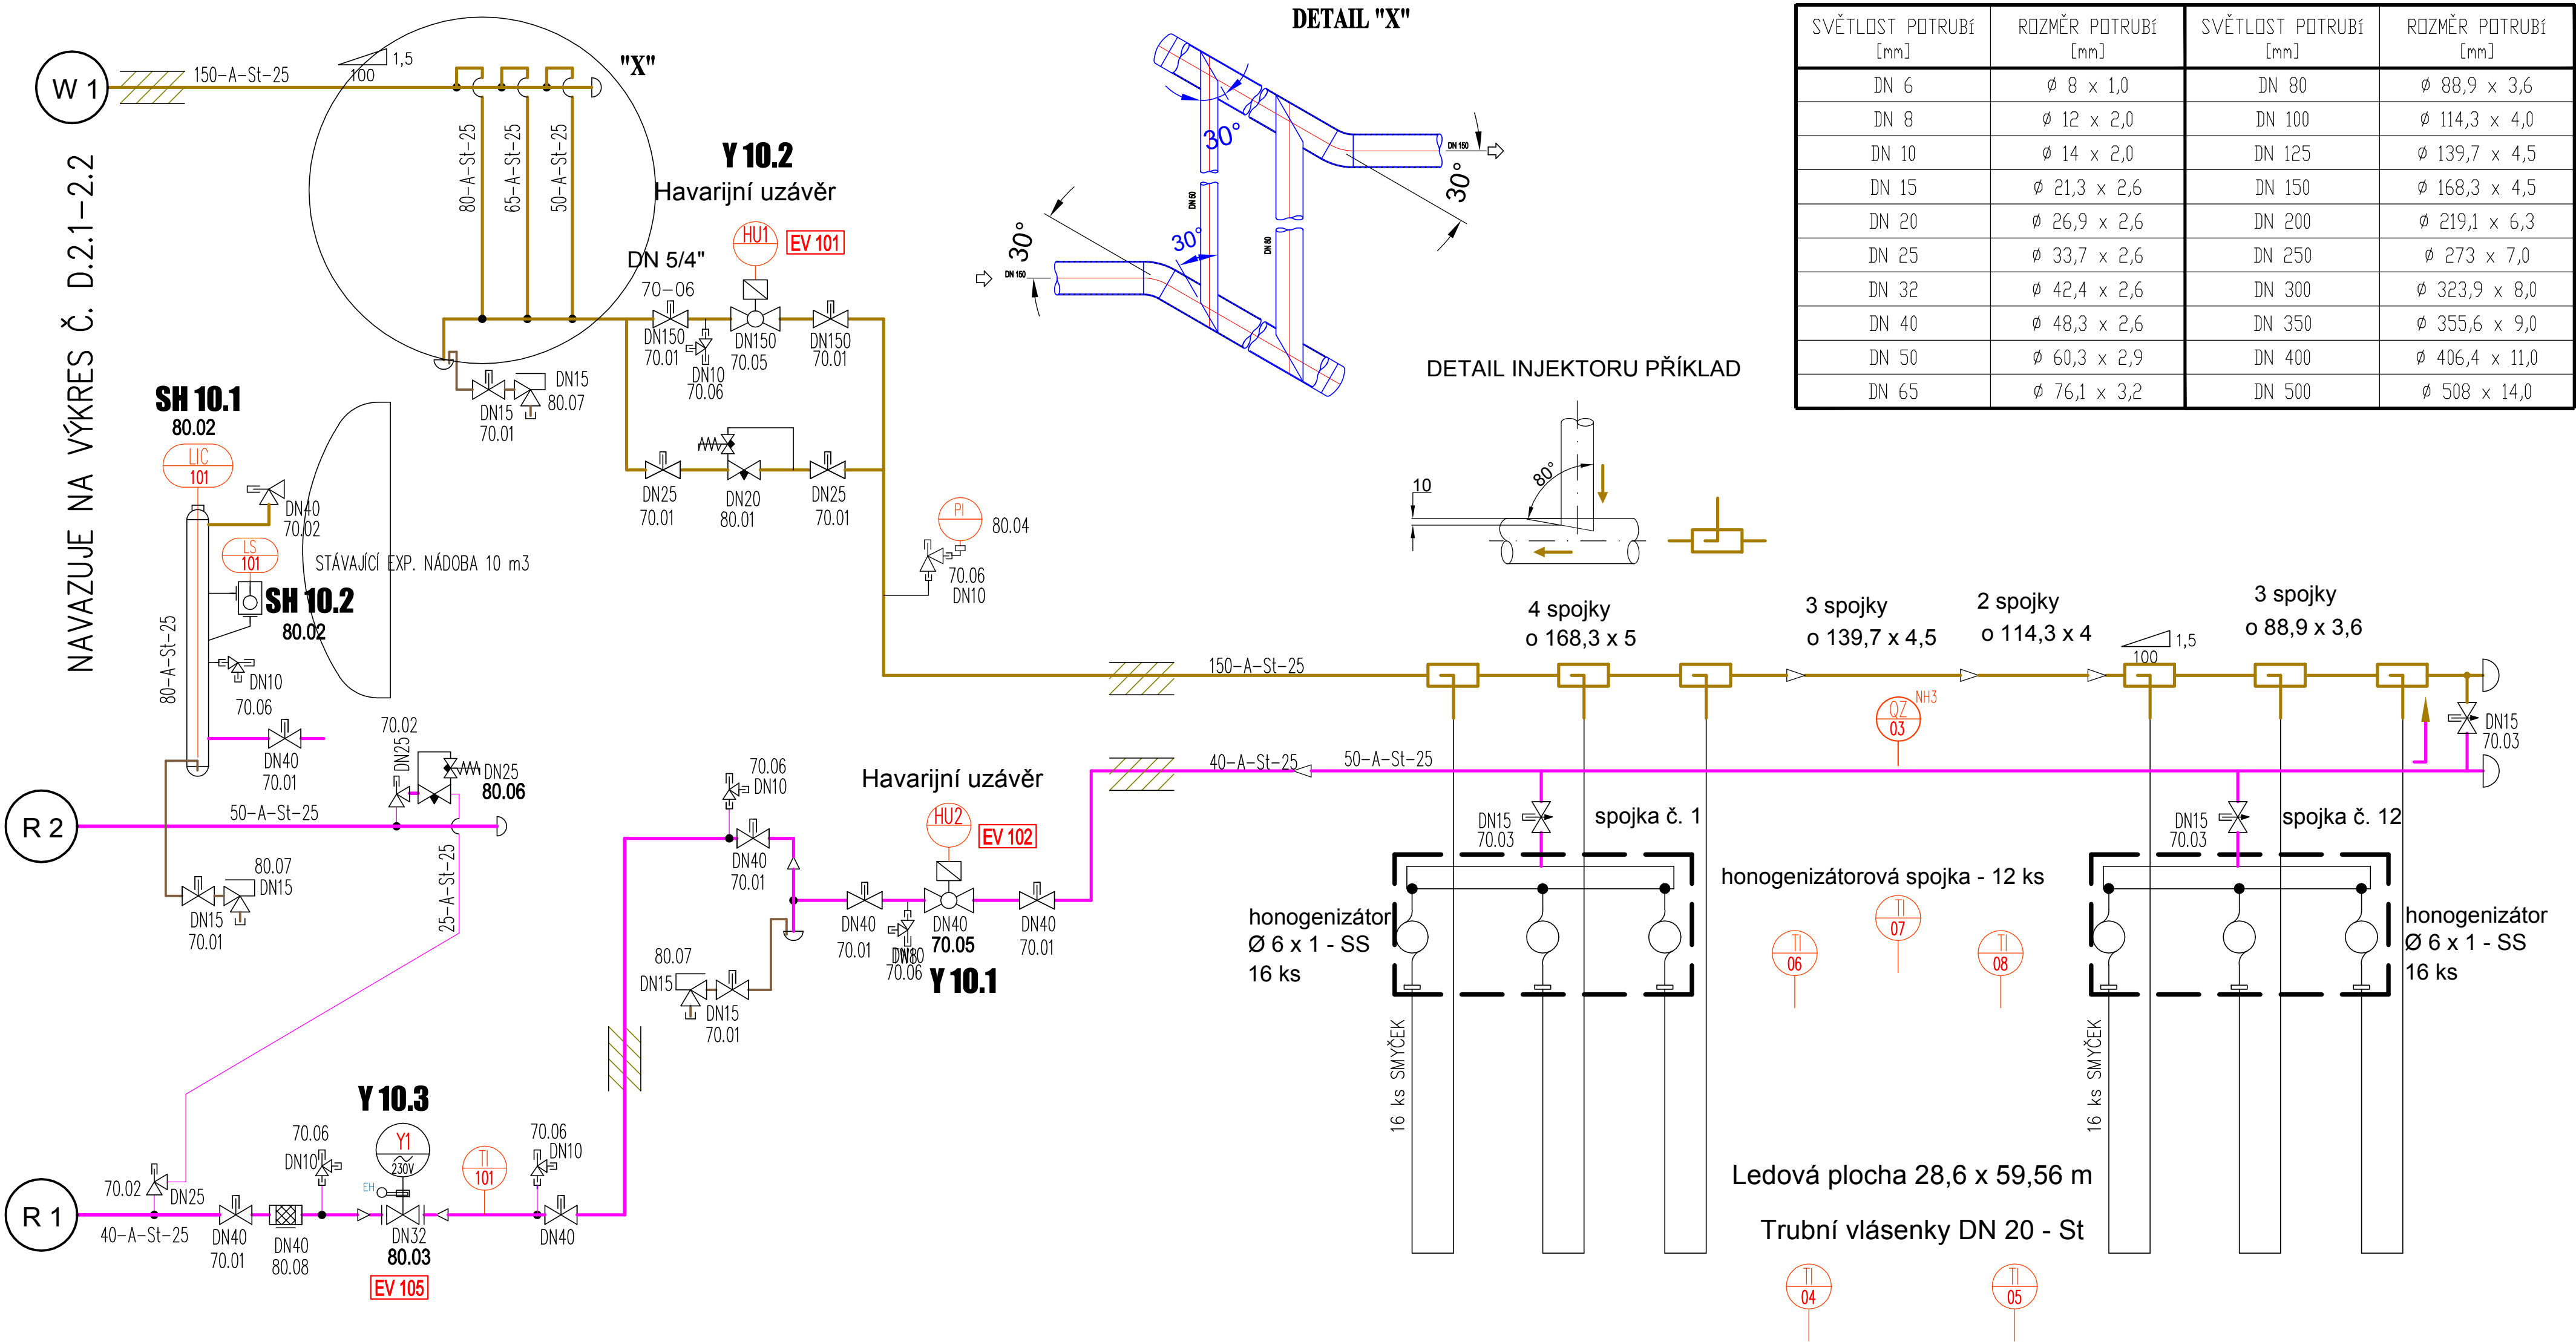 DETAIL "X"
SVĚTLOST POTRUBí
[mm]
ROZMĚR POTRUBí
[mm]
SVĚTLOST POTRUBí
[mm]
ROZMĚR POTRUBí
[mm]
DN 6 ø 8 x 1,0 DN 80 ø 88,9 x 3,6
DN 8 ø 12 x 2,0 DN 100 ø 114,3 x 4,0
DN 10 ø 14 x 2,0 DN 125 ø 139,7 x 4,5
DN 15 ø 21,3 x 2,6 DN 150 ø 168,3 x 4,5
DN 20 ø 26,9 x 2,6 DN 200 ø 219,1 x 6,3
DN 25 ø 33,7 x 2,6 DN 250 ø 273 x 7,0
DN 32 ø 42,4 x 2,6 DN 300 ø 323,9 x 8,0
DN 40 ø 48,3 x 2,6 DN 350 ø 355,6 x 9,0
DN 50 ø 60,3 x 2,9 DN 400 ø 406,4 x 11,0
DN 65 ø 76,1 x 3,2 DN 500 ø 508 x 14,0
W 1
150-A-St-25
1,5
100
"X"
80-A-St-25
65-A-St-25
50-A-St-25
NAVAZUJE NA VÝKRES Č. D.2.1-2.2
Y 10.2
Havarijní uzávěr
HU1
EV 101
DN 5/4"
70-06
DN150
70.01
DN10
70.06
DN150
70.05
DN150
70.01
DN15
80.07
DN15
70.01
DN25
70.01
DN20
80.01
DN25
70.01
PI
80.04
70.06
DN10
30°
30°
30°
30°
DN 150
DN 150
DN 50
DN 80
DETAIL INJEKTORU PŘÍKLAD
10
80°
SH 10.1
80.02
LIC
101
DN40
70.02
LS
101
STÁVAJÍCÍ EXP. NÁDOBA 10 m3
SH 10.2
80.02
80-A-St-25
DN10
70.06
DN40
70.01
70.02
DN25
DN25
80.06
R 2
50-A-St-25
80.07
DN15
DN15
70.01
25-A-St-25
4 spojky
o 168,3 x 5
3 spojky
o 139,7 x 4,5
2 spojky
o 114,3 x 4
3 spojky
o 88,9 x 3,6
1,5
100
150-A-St-25
QZ
03
NH3
DN15
70.03
40-A-St-25
50-A-St-25
70.06
DN10
DN40
70.01
Havarijní uzávěr
HU2
EV 102
DN40
70.01
70.06
DN40
70.05
DN40
70.01
Y 10.1
80.07
DN15
DN15
70.01
DN15
70.03
spojka č. 1
DN15
70.03
spojka č. 12
honogenizátorová spojka - 12 ks
honogenizátor
Ø 6 x 1 - SS
16 ks
honogenizátor
Ø 6 x 1 - SS
16 ks
TI
06
TI
07
TI
08
16 ks SMYČEK
16 ks SMYČEK
Ledová plocha 28,6 x 59,56 m
Trubní vlásenky DN 20 - St
TI
04
TI
05
R 1
40-A-St-25
70.02
DN25
DN40
70.01
DN40
80.08
70.06
DN10
Y 10.3
Y1
230V
EH
DN32
80.03
EV 105
TI
101
70.06
DN10
DN40